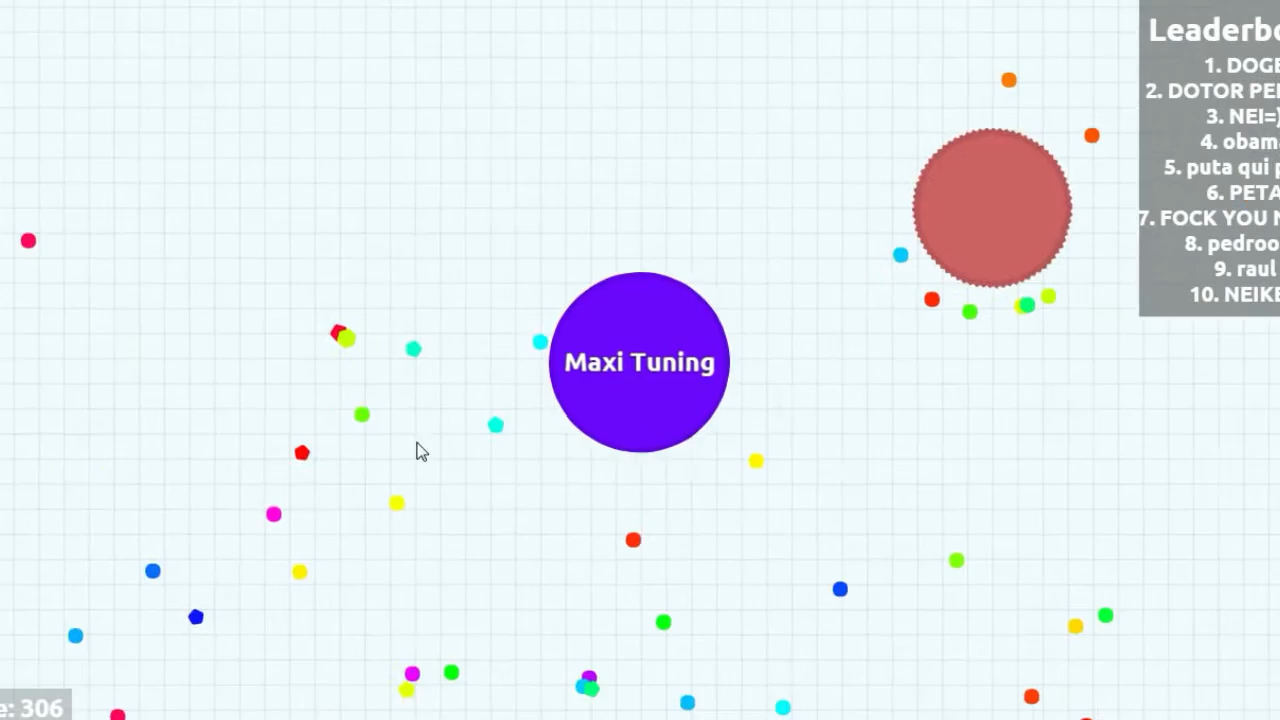 Leaderbo
1. DOGE
2. DOTOR PE
3. NEI=)
4. obam
5. puta qui p
6. PETA
7. FOCK YOU N
8. pedroo
9. raul
10. NEIKE
Maxi Tuning
e: 306